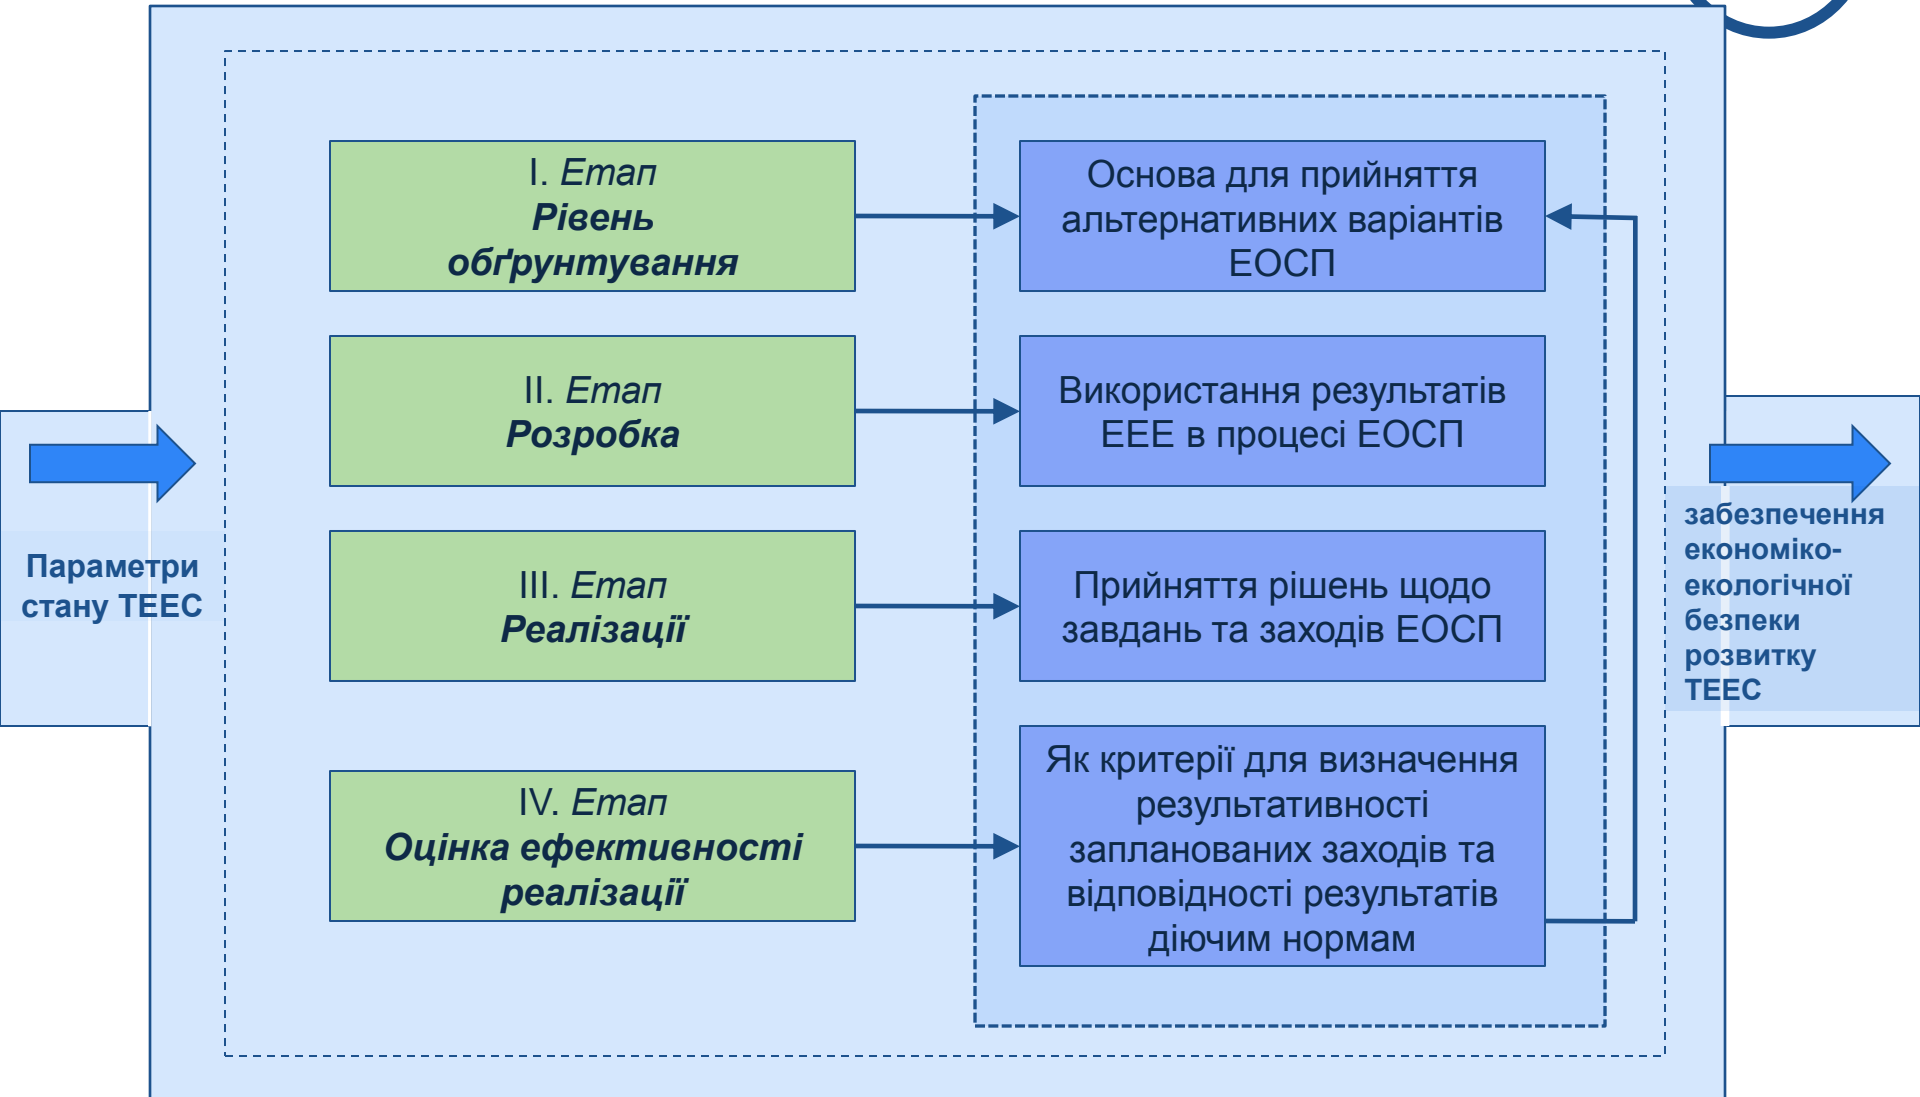 I. Етап
Рівень
обґрунтування
Основа для прийняття
альтернативних варіантів
ЕОСП
II. Етап
Розробка
Використання результатів
ЕЕЕ в процесі ЕОСП
III. Етап
Реалізації
Прийняття рішень щодо
завдань та заходів ЕОСП
IV. Етап
Оцінка ефективності
реалізації
Як критерії для визначення
результативності
запланованих заходів та
відповідності результатів
діючим нормам
Параметри
стану ТЕЕС
забезпечення
економіко-
екологічної
безпеки
розвитку
ТЕЕС